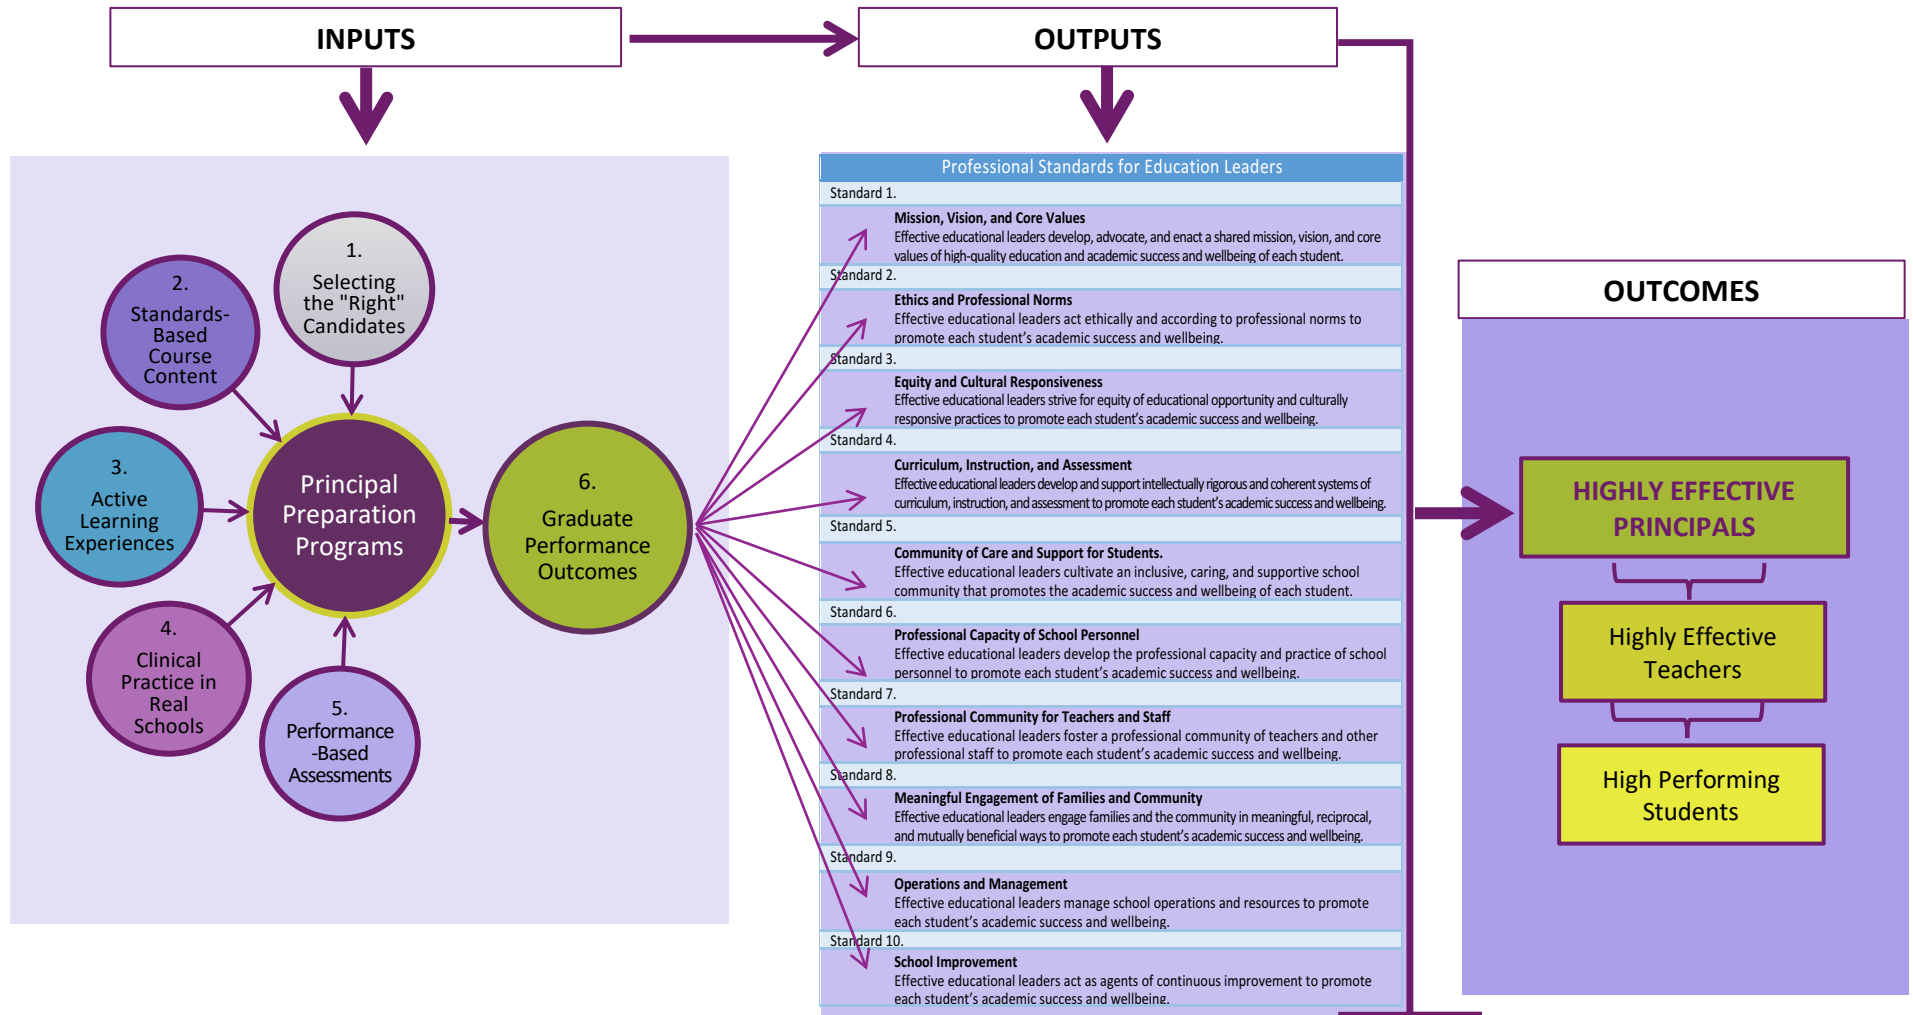 INPUTS
OUTPUTS
1.
Selecting
the "Right"
Candidates
2.
Standards-
Based
Course
Content
3.
Active
Learning
Experiences
4.
Clinical
Practice in
Real
Schools
5.
Performance
-Based
Assessments
Principal
Preparation
Programs
6.
Graduate
Performance
Outcomes
Professional Standards for Education Leaders
Standard 1.
Mission, Vision, and Core Values
Effective educational leaders develop, advocate, and enact a shared mission, vision, and core
values of high-quality education and academic success and wellbeing of each student.
Standard 2.
Ethics and Professional Norms
Effective educational leaders act ethically and according to professional norms to
promote each student’s academic success and wellbeing.
Standard 3.
Equity and Cultural Responsiveness
Effective educational leaders strive for equity of educational opportunity and culturally
responsive practices to promote each student’s academic success and wellbeing.
Standard 4.
Curriculum, Instruction, and Assessment
Effective educational leaders develop and support intellectually rigorous and coherent systems of
curriculum, instruction, and assessment to promote each student’s academic success and wellbeing.
Standard 5.
Community of Care and Support for Students.
Effective educational leaders cultivate an inclusive, caring, and supportive school
community that promotes the academic success and wellbeing of each student.
Standard 6.
Professional Capacity of School Personnel
Effective educational leaders develop the professional capacity and practice of school
personnel to promote each student’s academic success and wellbeing.
Standard 7.
Professional Community for Teachers and Staff
Effective educational leaders foster a professional community of teachers and other
professional staff to promote each student’s academic success and wellbeing.
Standard 8.
Meaningful Engagement of Families and Community
Effective educational leaders engage families and the community in meaningful, reciprocal,
and mutually beneficial ways to promote each student’s academic success and wellbeing.
Standard 9.
Operations and Management
Effective educational leaders manage school operations and resources to promote
each student’s academic success and wellbeing.
Standard 10.
School Improvement
Effective educational leaders act as agents of continuous improvement to promote
each student’s academic success and wellbeing.
OUTCOMES
HIGHLY EFFECTIVE
PRINCIPALS
Highly Effective
Teachers
High Performing
Students